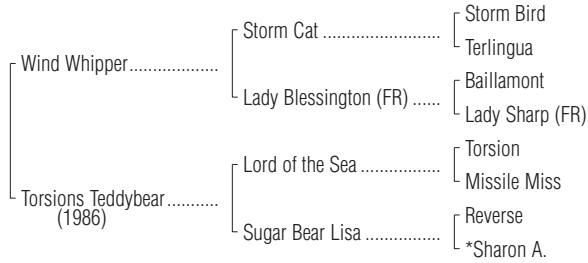 Storm Bird
Storm Cat ..........................
Terlingua
Wind Whipper...................
Baillamont
Lady Blessington (FR) ......
Lady Sharp (FR)
Torsion
Lord of the Sea .................
Missile Miss
Torsions Teddybear...........
(1986)
Reverse
Sugar Bear Lisa ................
*Sharon A.